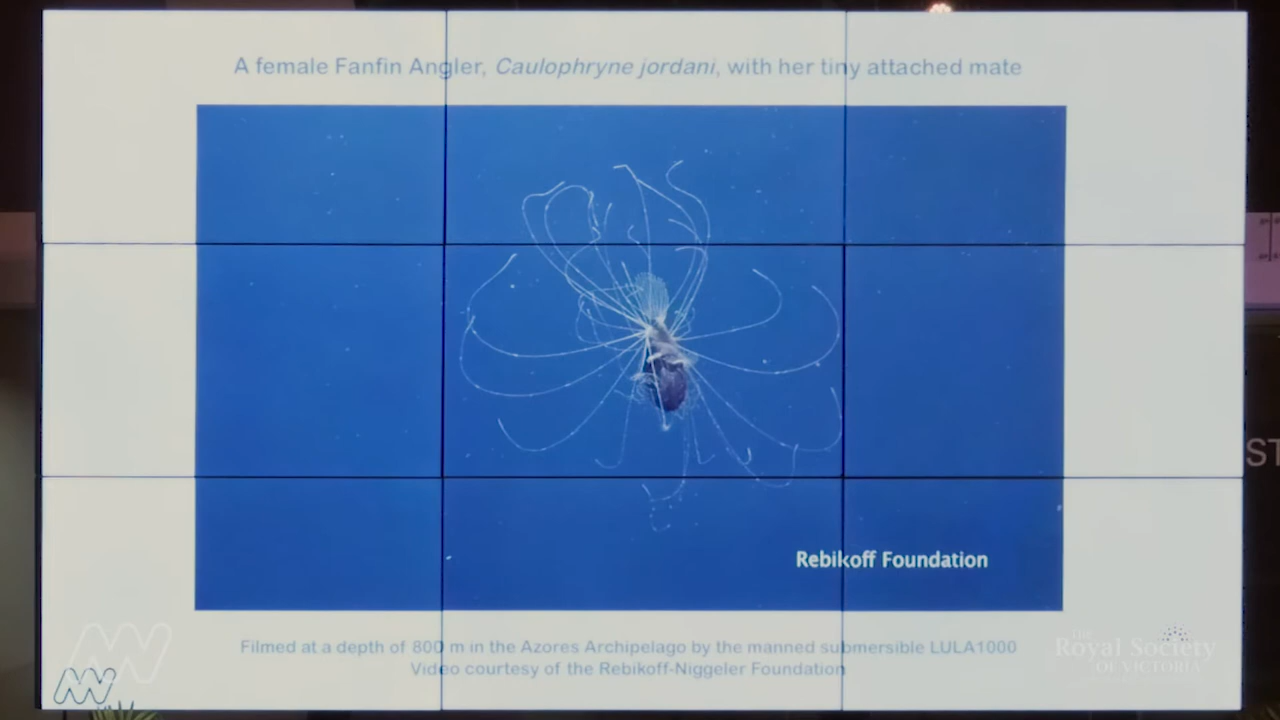 A female Fanfin Angler, Caulophryne jordani, with her tiny attached mate
Rebikoff Foundation
Filmed at a depth of 800 m in the Azores Archipelago by the manned submersible LULA1000
Video courtesy of the Rebikoff-Niggeler Foundation
THE
Royal Society
OF VICTORIA
ST